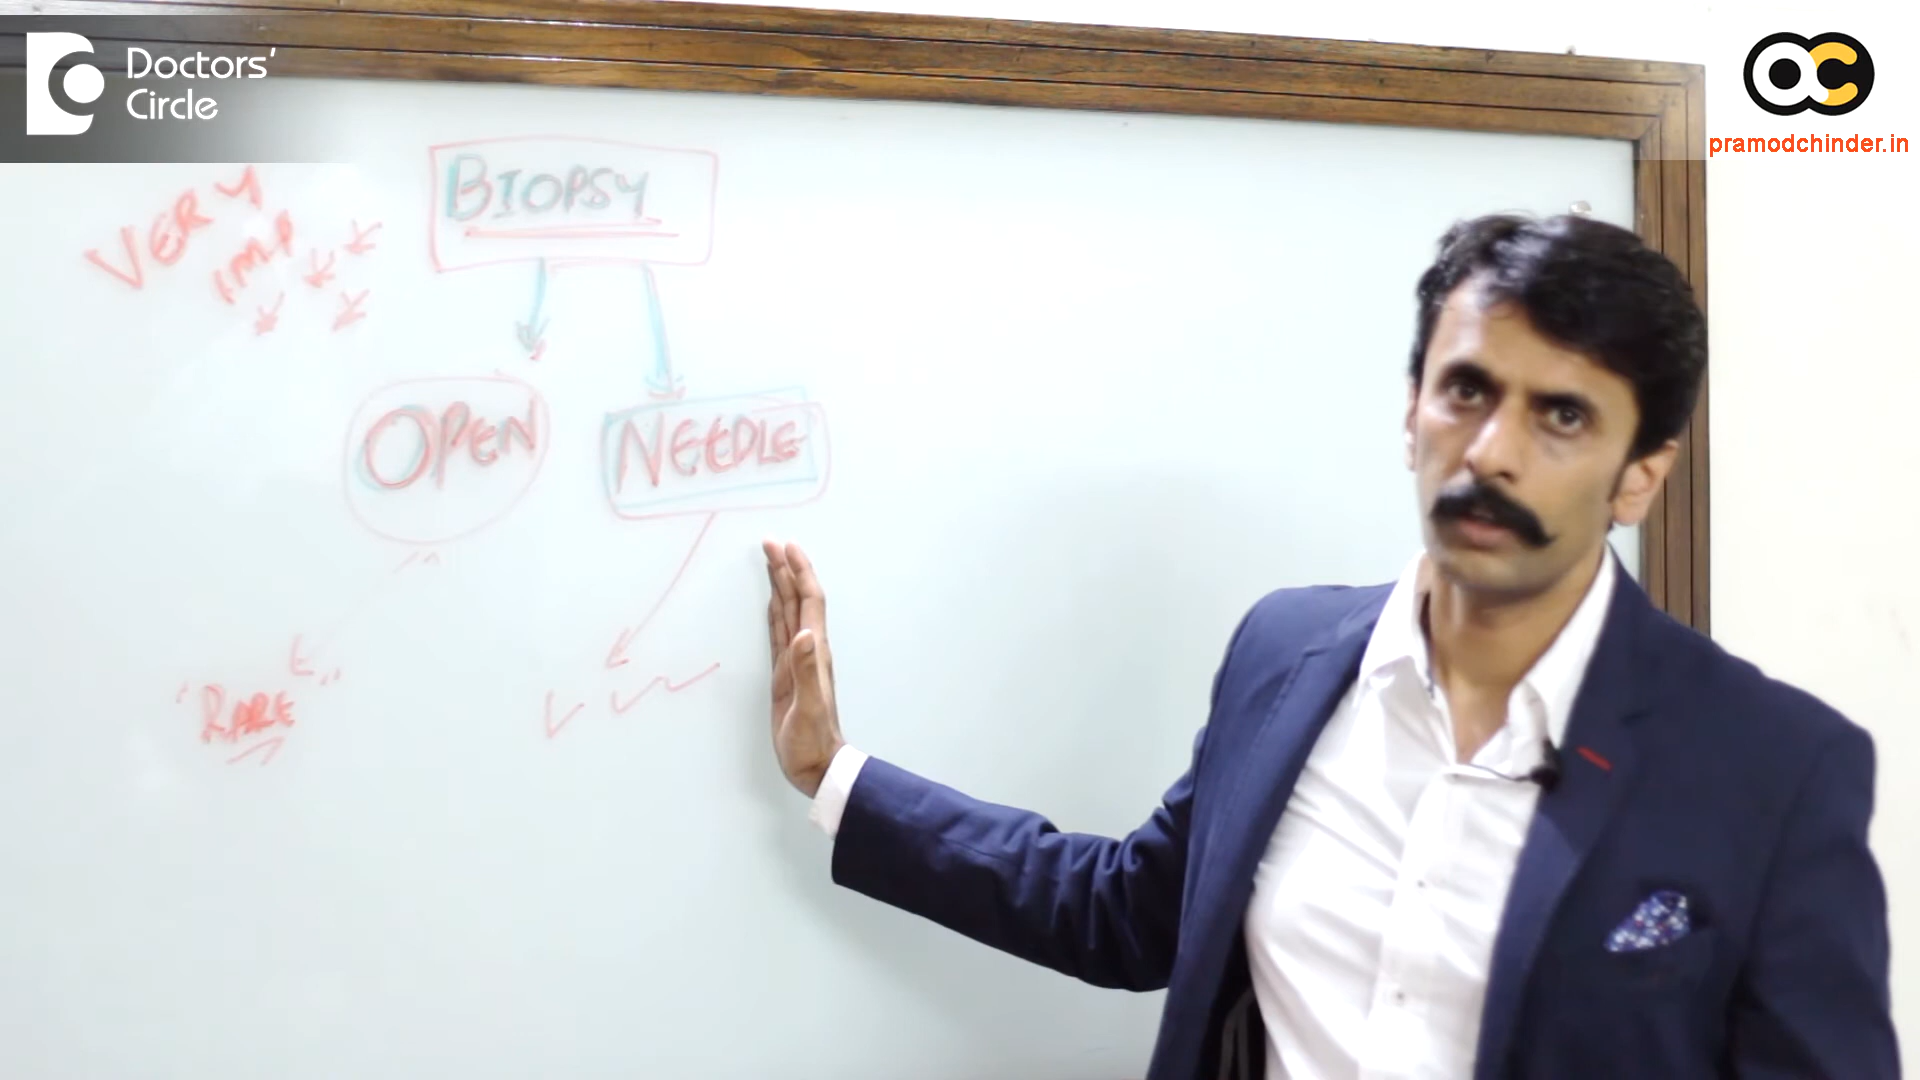 Doctors'
Circle
pramodchinder.in
BIOPSY
VERY
IMP
OPEN
NEEDLE
"RARE"